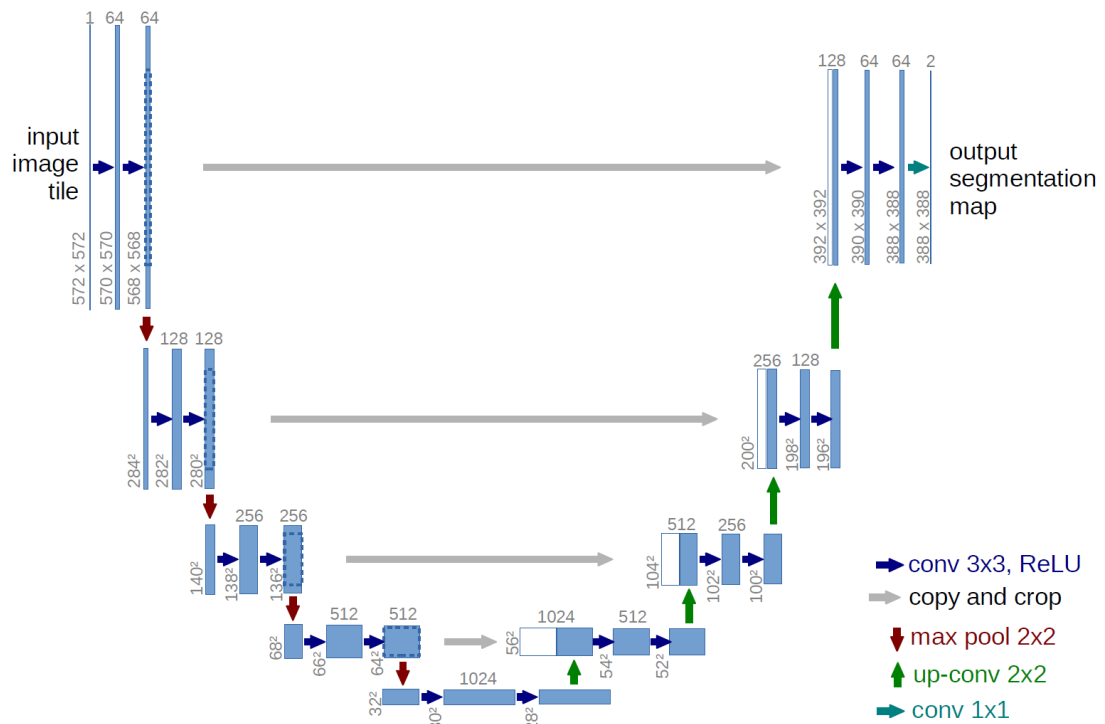 1 64 64
128 64 64 2
input
image
tile
output
segmentation
map
572 x 572
570 x 570
568 x 568
392 x 392
390 x 390
388 x 388
388 x 388
128 128
256 128
284²
282²
280²
200²
198²
196²
256 256
512 256
140²
138²
136²
104²
102²
100²
conv 3x3, ReLU
copy and crop
max pool 2x2
up-conv 2x2
conv 1x1
512 512
1024 512
68²
66²
64²
56²
54²
52²
1024
32²